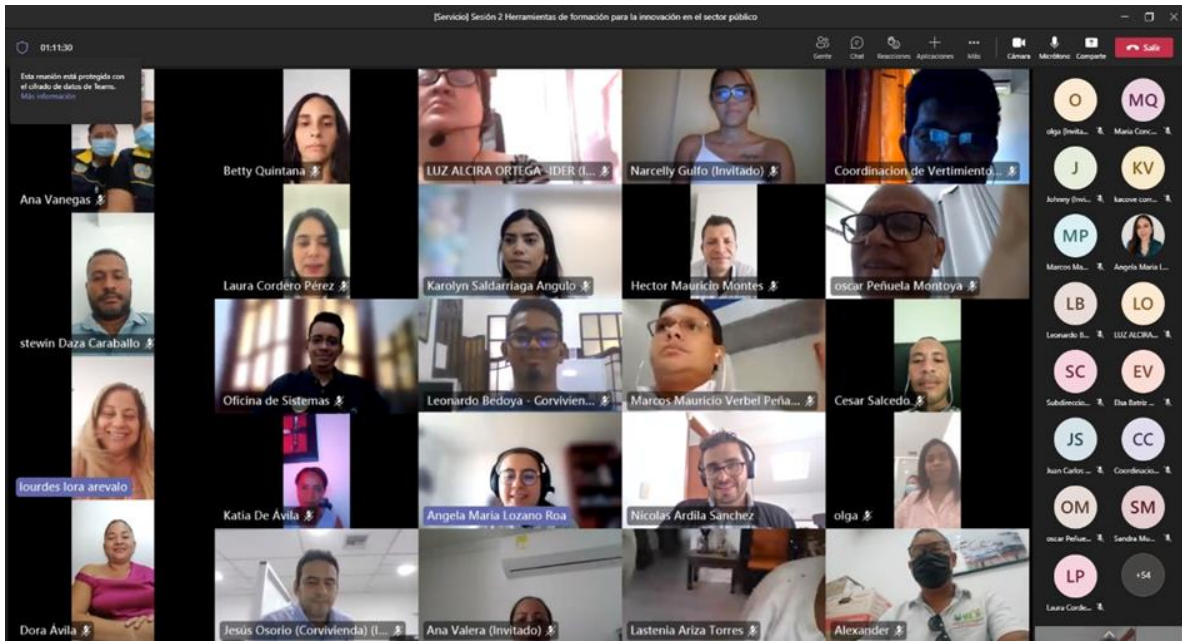 [Servicio] Sesión 2 Herramientas de formación para la innovación en el sector público
01:11:30
Gente
Chat
Reacciones
Aplicaciones
Más
Cámara
Micrófono
Comparte
Salir
Esta reunión está protegida con
el cifrado de datos de Teams.
Más información
Ana Vanegas
Betty Quintana
LUZ ALCIRA ORTEGA -IDER (I...
Narcelly Gulfo (Invitado)
Coordinacion de Vertimiento...
stewin Daza Caraballo
Laura Cordero Pérez
Karolyn Saldarriaga Angulo
Hector Mauricio Montes
oscar Peñuela Montoya
lourdes lora arevalo
Oficina de Sistemas
Leonardo Bedoya - Corvivien...
Marcos Mauricio Verbel Peña...
Cesar Salcedo
Katia De Ávila
Angela Maria Lozano Roa
Nicolas Ardila Sanchez
olga
Dora Ávila
Jesús Osorio (Corvivienda) (I...
Ana Valera (Invitado)
Lastenia Ariza Torres
Alexander
O
olga (Invita...
MQ
Maria Conc...
J
Johnny (Invi...
KV
kacove corr...
MP
Marcos Ma...
Angela Maria L...
LB
Leonardo B...
LO
LUZ ALCIRA...
SC
Subdireccio...
EV
Elsa Batriz ...
JS
Juan Carlos ...
CC
Coordinacio...
OM
oscar Peñue...
SM
Sandra Mu...
LP
Laura Corde...
+54